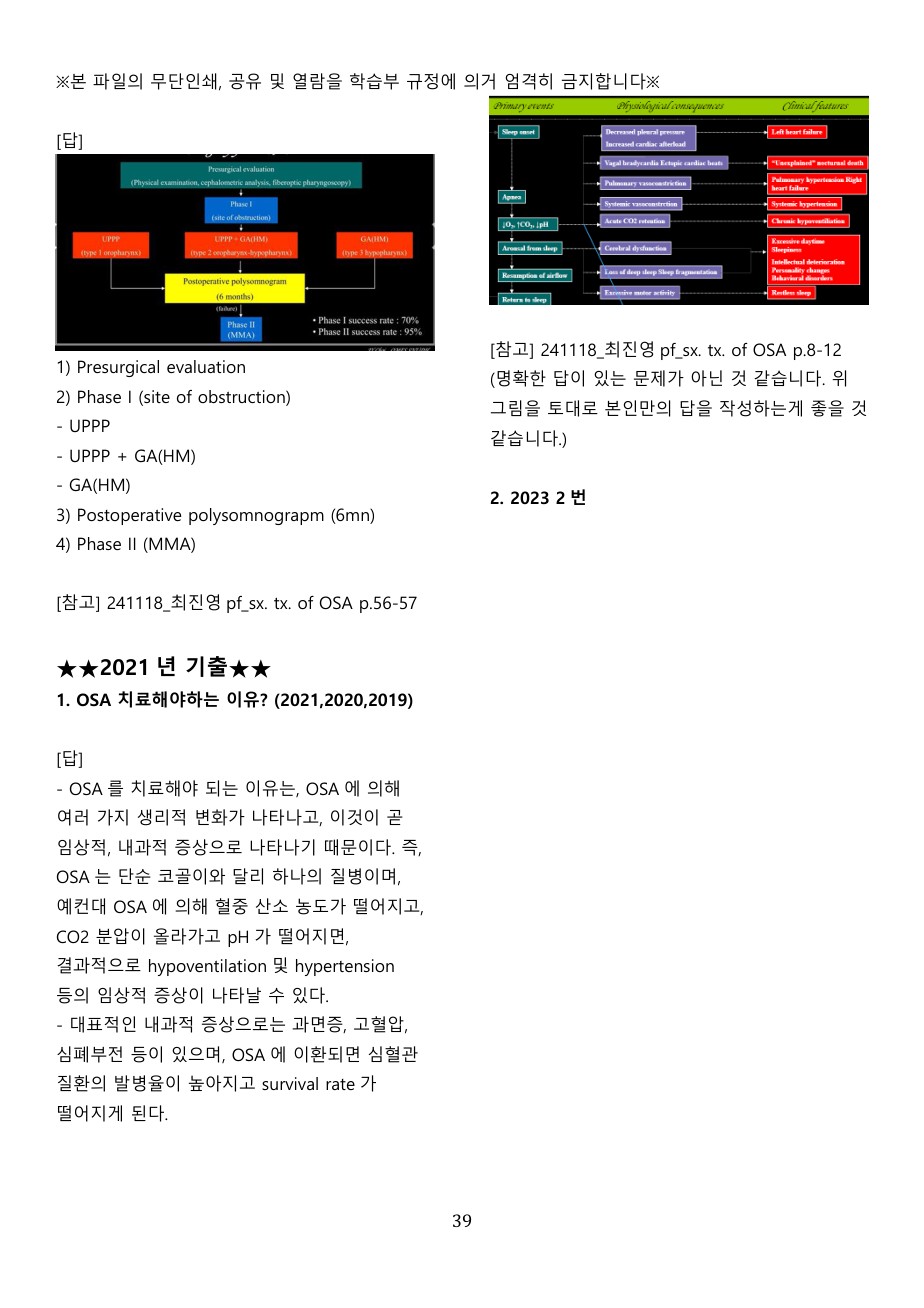 ※본 파일의 무단인쇄, 공유 및 열람을 학습부 규정에 의거 엄격히 금지합니다※
[답]
Presurgical evaluation
(Physical examination, cephalometric analysis, fiberoptic pharyngoscopy)
Phase I
(site of obstruction)
UPPP
(type 1 oropharynx)
UPPP + GA(HM)
(type 2 oropharynx-hypopharynx)
GA(HM)
(type 3 hypopharynx)
Postoperative polysomnogram
(6 months)
(failure)
Phase II
(MMA)
• Phase I success rate : 70%
• Phase II success rate : 95%
1) Presurgical evaluation
2) Phase I (site of obstruction)
- UPPP
- UPPP + GA(HM)
- GA(HM)
3) Postoperative polysomnograpm (6mn)
4) Phase II (MMA)
[참고] 241118_최진영 pf_sx. tx. of OSA p.56-57
★★2021 년 기출★★
1. OSA 치료해야하는 이유? (2021,2020,2019)
[답]
- OSA 를 치료해야 되는 이유는, OSA 에 의해
여러 가지 생리적 변화가 나타나고, 이것이 곧
임상적, 내과적 증상으로 나타나기 때문이다. 즉,
OSA 는 단순 코골이와 달리 하나의 질병이며,
예컨대 OSA 에 의해 혈중 산소 농도가 떨어지고,
CO2 분압이 올라가고 pH 가 떨어지면,
결과적으로 hypoventilation 및 hypertension
등의 임상적 증상이 나타날 수 있다.
- 대표적인 내과적 증상으로는 과면증, 고혈압,
심폐부전 등이 있으며, OSA 에 이환되면 심혈관
질환의 발병율이 높아지고 survival rate 가
떨어지게 된다.
Primary events
Physiological consequences
Clinical features
Sleep onset
Apnea
↓O₂, ↑CO₂, ↓pH
Arousal from sleep
Resumption of airflow
Return to sleep
Decreased pleural pressure
Increased cardiac afterload
Vagal bradycardia Ectopic cardiac beats
Pulmonary vasoconstriction
Systemic vasoconstrction
Acute CO2 retention
Cerebral dysfunction
Loss of deep sleep Sleep fragmentation
Excessive motor activity
Left heart failure
"Unexplained" nocturnal death
Pulmonary hypertension Right
heart failure
Systemic hypertension
Chronic hypoventiliation
Excessive daytime
Sleepiness
Intellectual deterioration
Personality changes
Behavioral disorders
Restless sleep
[참고] 241118_최진영 pf_sx. tx. of OSA p.8-12
(명확한 답이 있는 문제가 아닌 것 같습니다. 위
그림을 토대로 본인만의 답을 작성하는게 좋을 것
같습니다.)
2. 2023 2 번
39